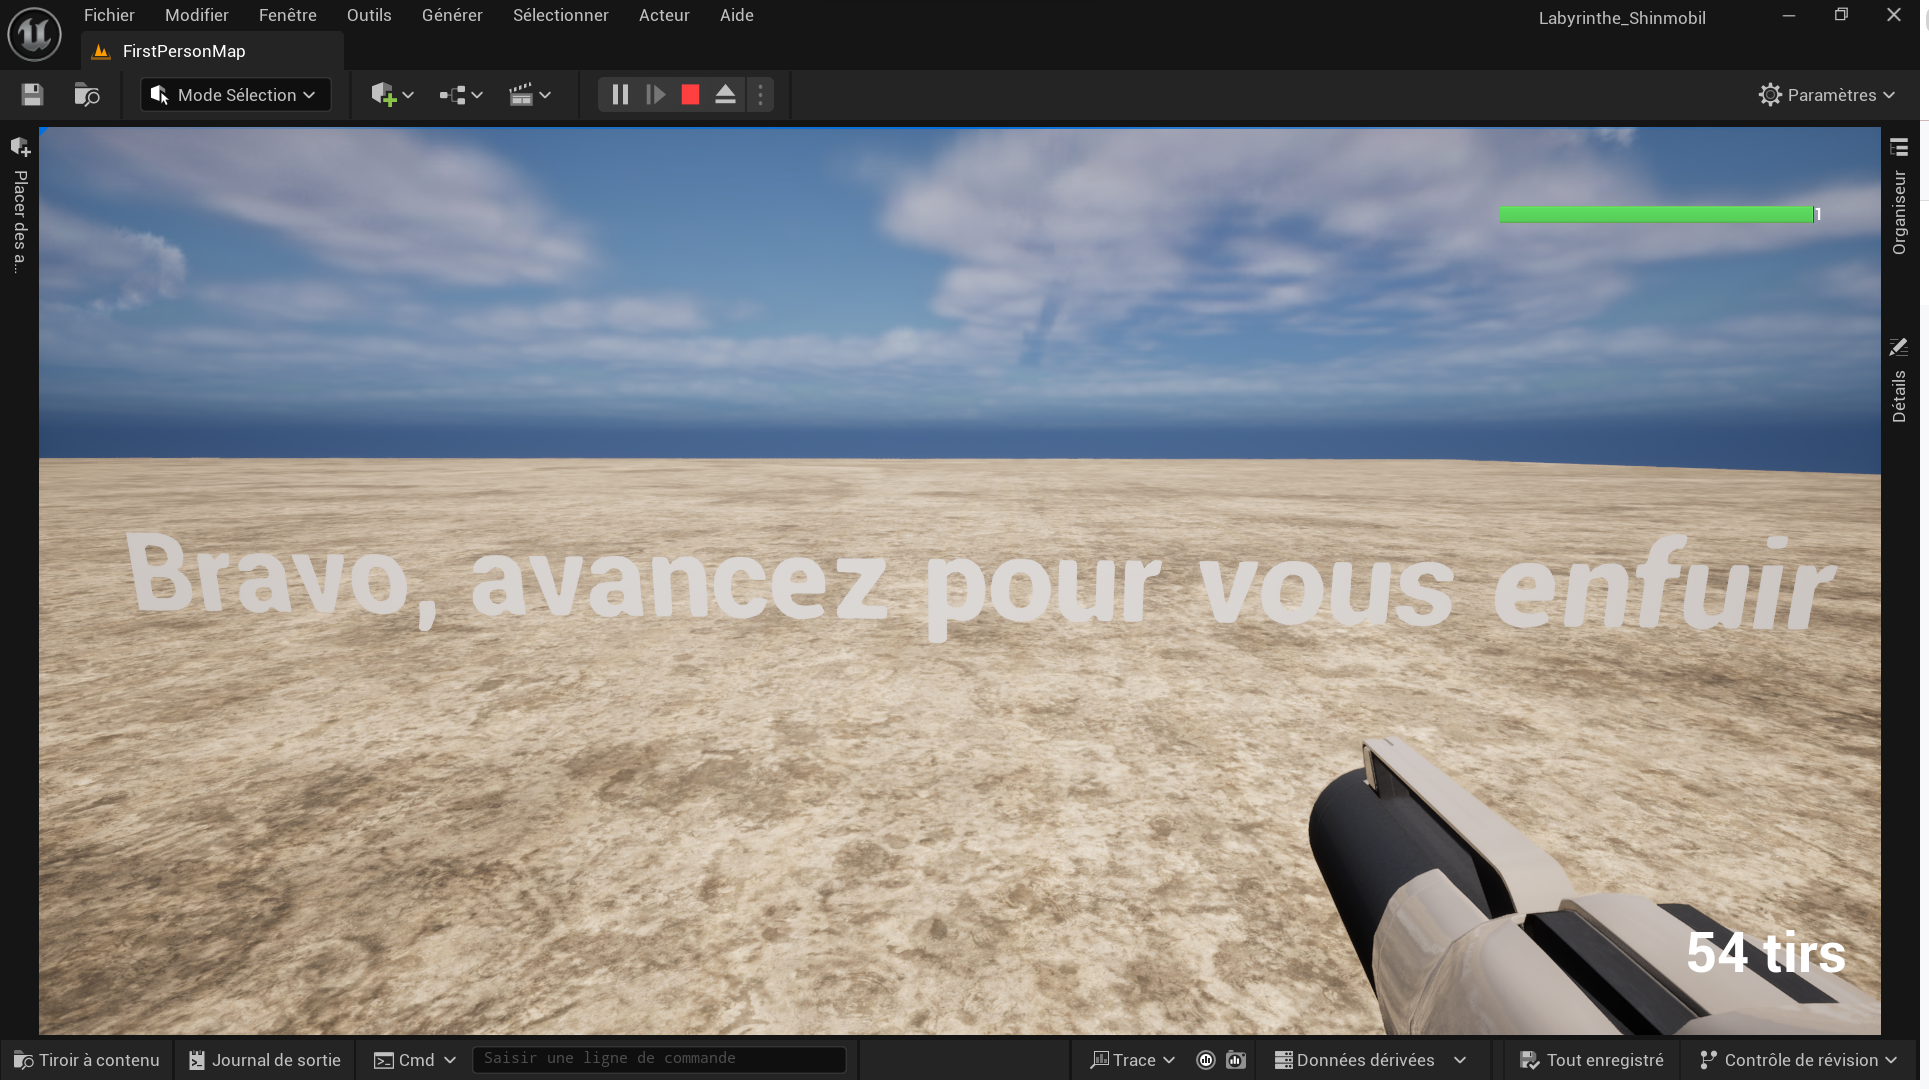 Fichier Modifier Fenêtre Outils Générer Sélectionner Acteur Aide
Labyrinthe_Shinmobil
FirstPersonMap
Mode Sélection
Paramètres
Placer des a...
Organiseur
Détails
1
Bravo, avancez pour vous enfuir
54 tirs
Tiroir à contenu Journal de sortie Cmd Saisir une ligne de commande Trace Données dérivées Tout enregistré Contrôle de révision